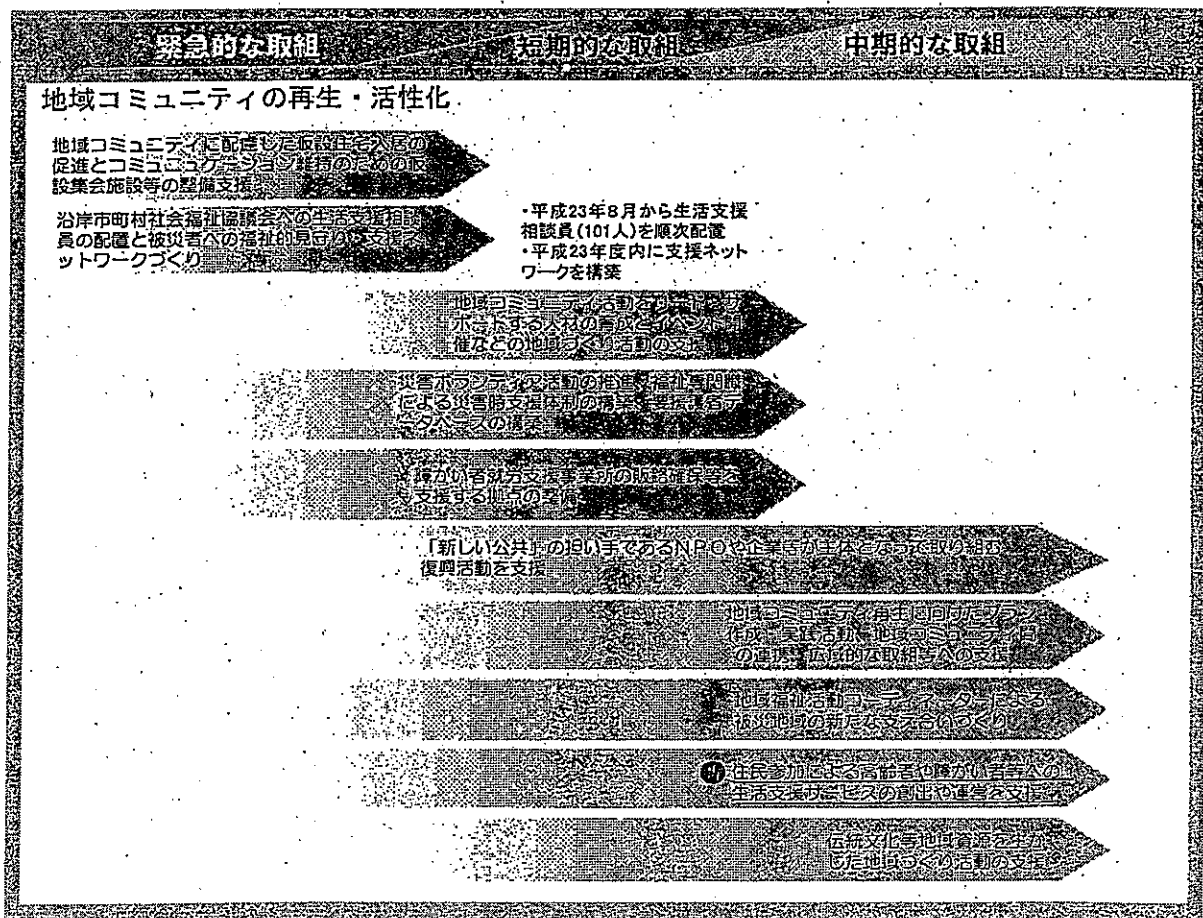 緊急的な取組
短期的な取組
中期的な取組
地域コミュニティの再生・活性化
地域コミュニティに配慮した仮設住宅入居の
促進とコミュニケーション維持のための仮
設集会施設等の整備支援
沿岸市町村社会福祉協議会への生活支援相談
員の配置と被災者への福祉的見守りや支援ネ
ットワークづくり
・平成23年8月から生活支援
相談員(101人)を順次配置
・平成23年度内に支援ネット
ワークを構築
地域コミュニティ活動を
サポートする人材の育成とイベント開
催などの地域づくり活動の支援
災害ボランティア活動の推進、福祉専門職
による災害時支援体制の構築、要援護者デ
ータベースの構築
障がい者就労支援事業所の販路確保等を
支援する拠点の整備
「新しい公共」の担い手であるNPOや企業等が主体となって取り組む
復興活動を支援
地域コミュニティ再生に向けたプラン
作成、実践活動、地域コミュニティ間
の連携等広域的な取組等への支援
地域福祉活動コーディネーターによる
被災地域の新たな支え合いづくり
新 住民参加による高齢者や障がい者等への
生活支援サービスの創出や運営を支援
伝統文化等地域資源を生か
した地域づくり活動の支援